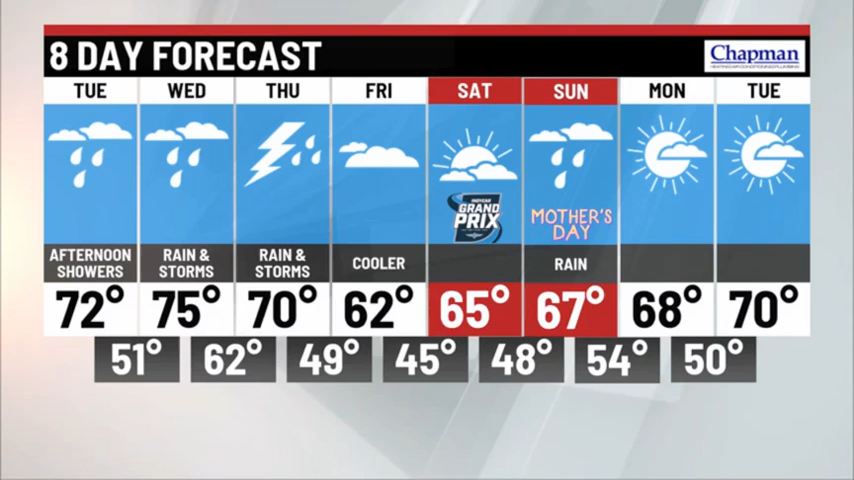 8 DAY FORECAST
Chapman
TUE WED THU FRI SAT SUN MON TUE
INDYCAR
GRAND
PRIX
MOTHER'S
DAY
AFTERNOON
SHOWERS
RAIN &
STORMS
RAIN &
STORMS
COOLER
RAIN
72° 75° 70° 62° 65° 67° 68° 70°
51° 62° 49° 45° 48° 54° 50°